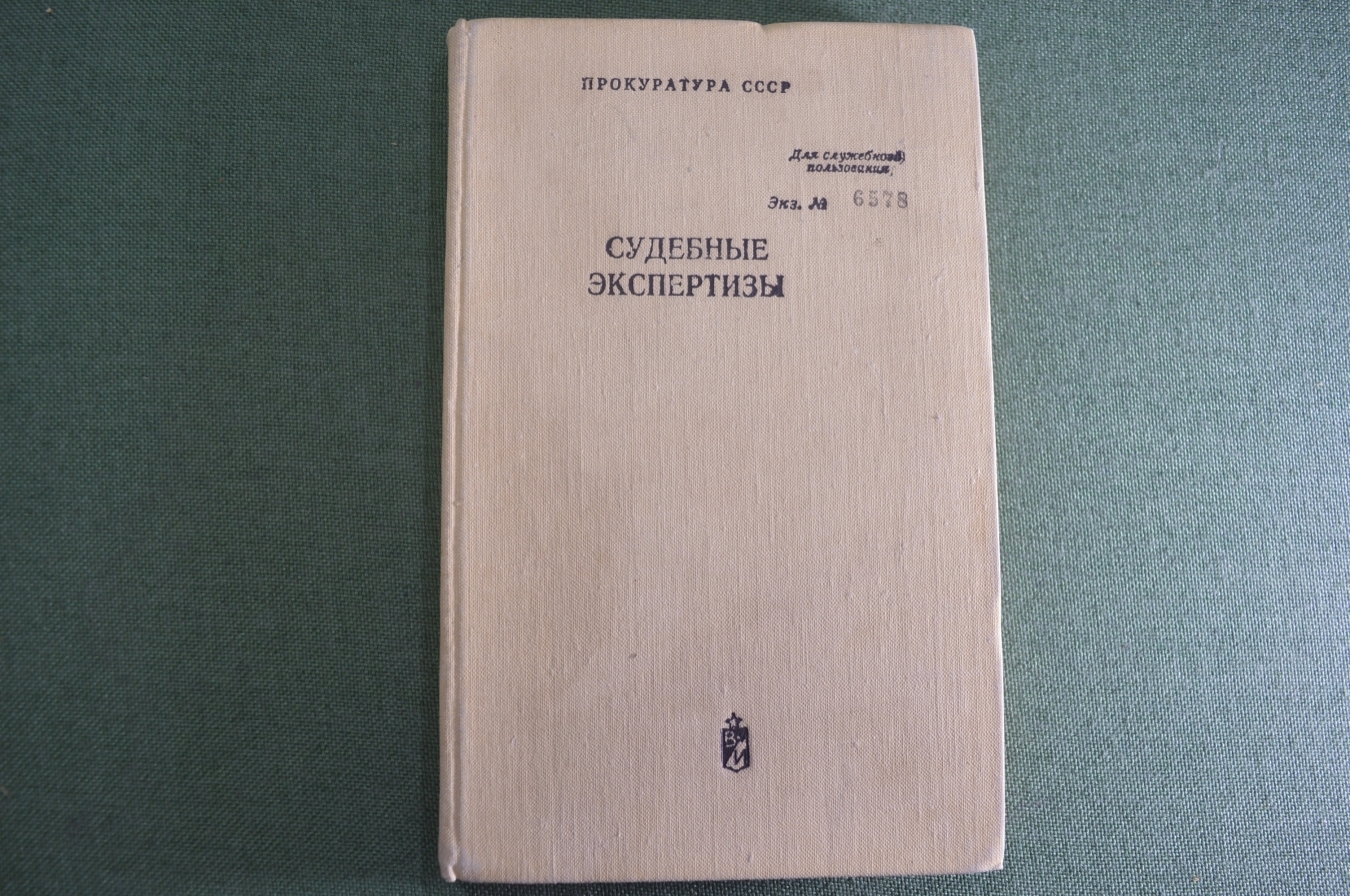 ПРОКУРАТУРА СССР
Для служебного
пользования
Экз. № 6578
СУДЕБНЫЕ
ЭКСПЕРТИЗЫ
В
И